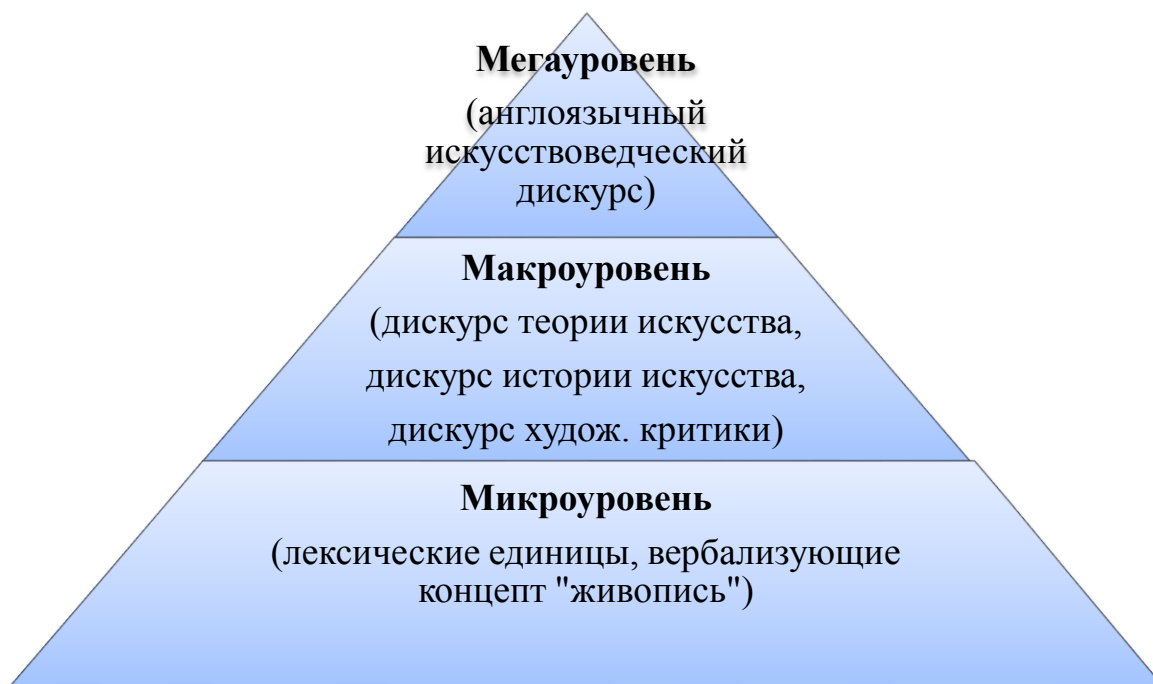 Мегауровень
(англоязычный
искусствоведческий
дискурс)
Макроуровень
(дискурс теории искусства,
дискурс истории искусства,
дискурс худож. критики)
Микроуровень
(лексические единицы, вербализующие
концепт "живопись")